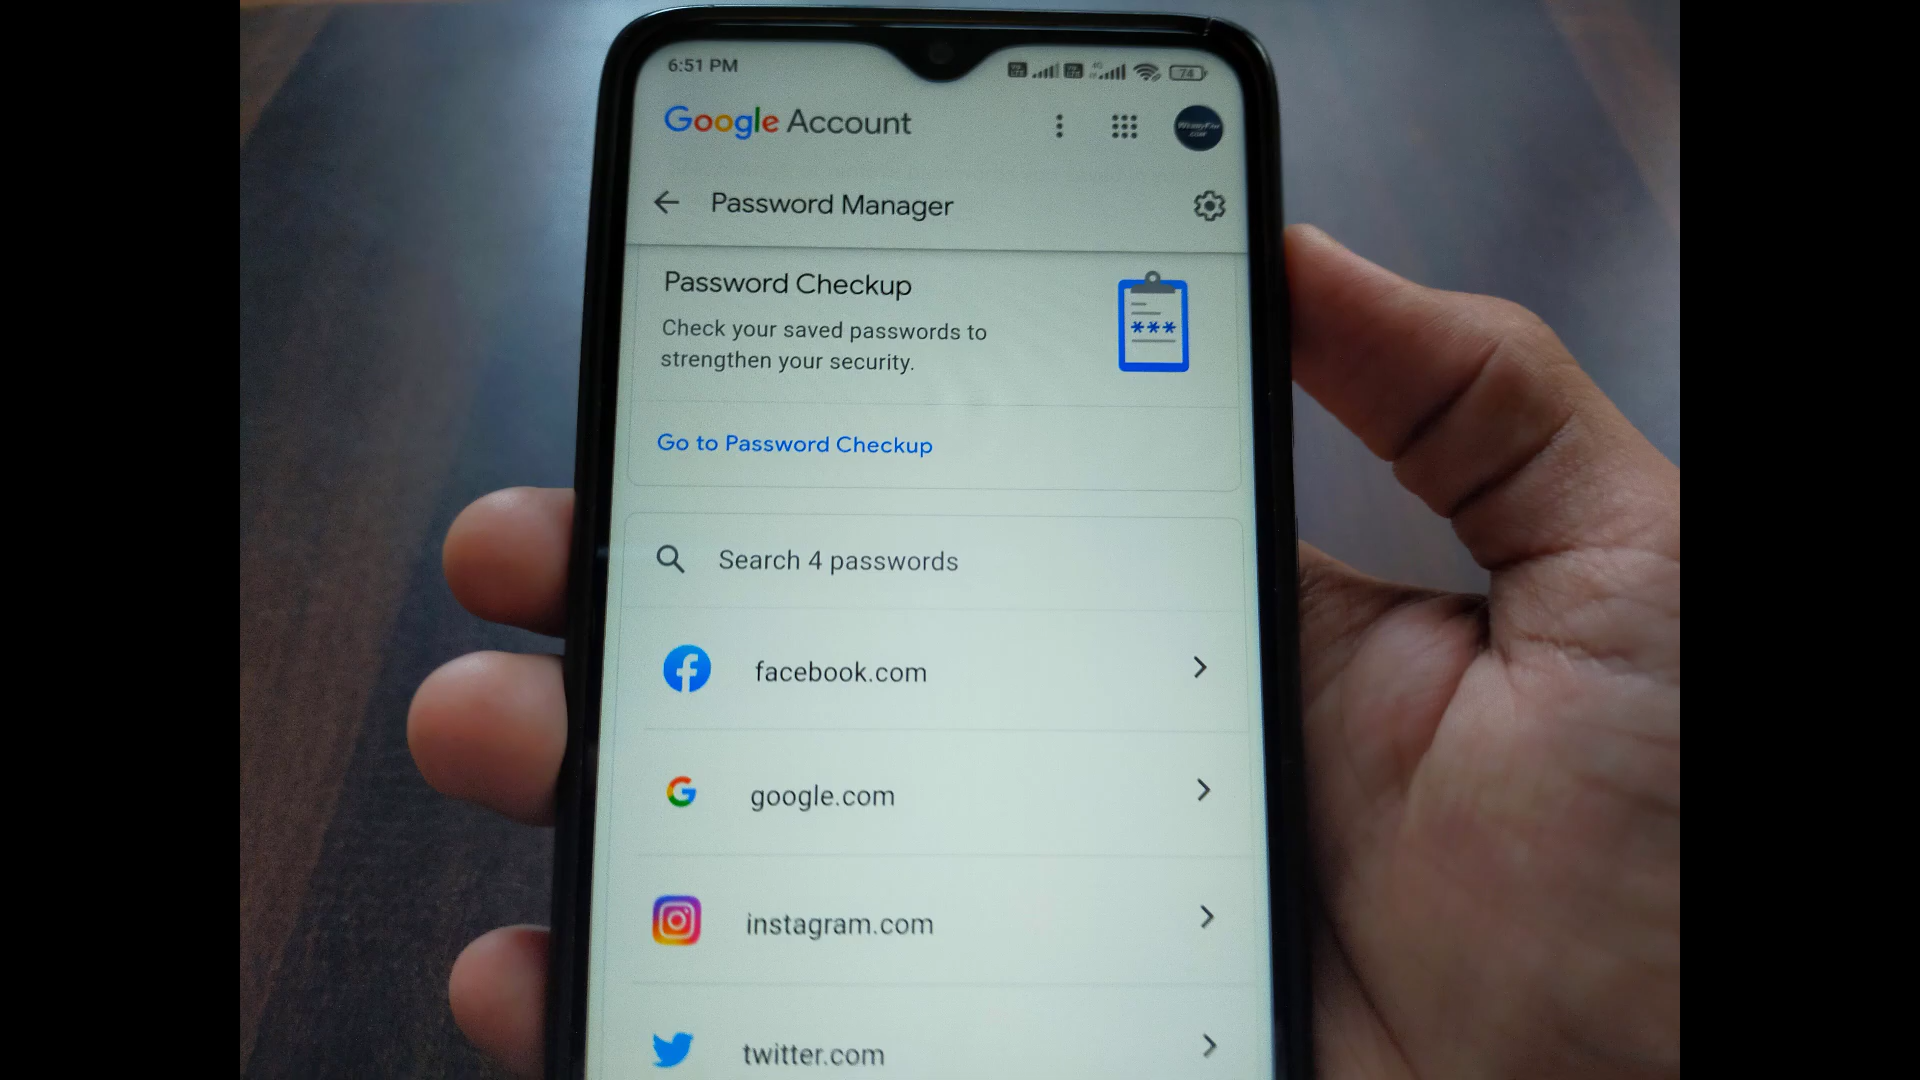 6:51 PM
74
Google Account
Password Manager
Password Checkup
Check your saved passwords to
strengthen your security.
***
Go to Password Checkup
Search 4 passwords
facebook.com
google.com
instagram.com
twitter.com